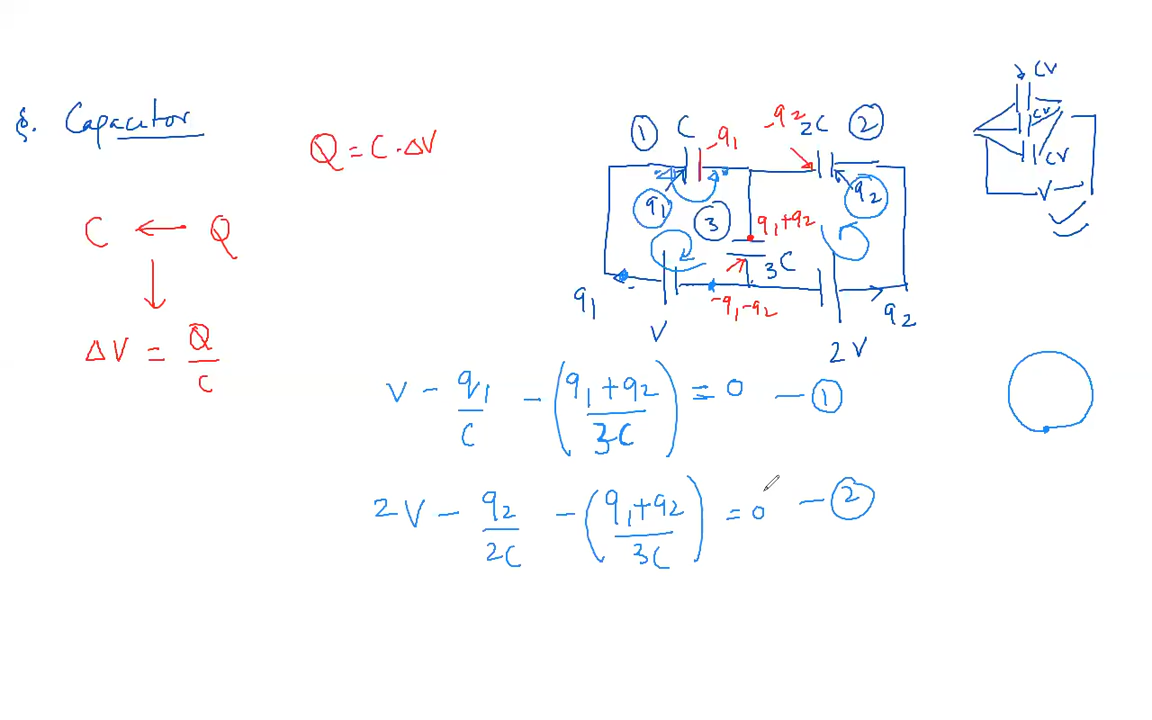 §. Capacitor
Q = C·ΔV
C ← Q
↓
ΔV = Q/C
① C -q₁
-q₂ 2C ②
q₁ ③ q₁+q₂ q₂
3C
q₁ -q₁-q₂ q₂
V 2V
CV
CV
CV
V
V - q₁/C - (q₁+q₂/3C) = 0 - ①
2V - q₂/2C - (q₁+q₂/3C) = 0 - ②